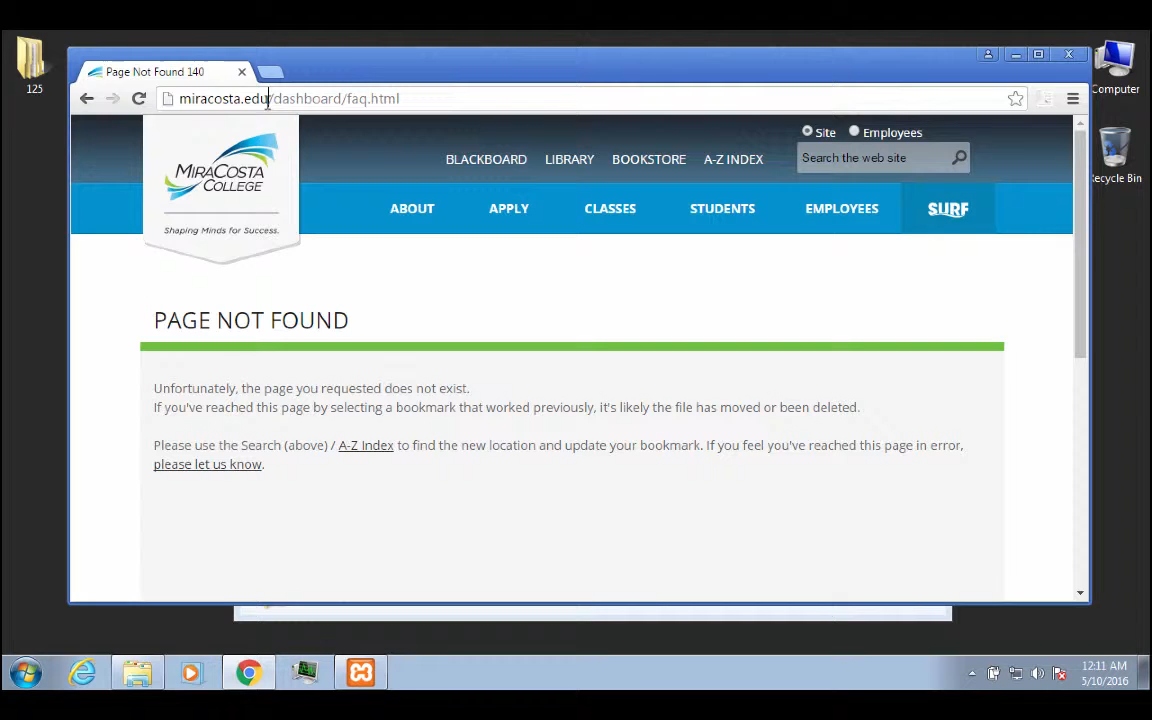 125
Page Not Found 140
miracosta.edu/dashboard/faq.html
Computer
Recycle Bin
Site Employees
MIRACOSTA
COLLEGE
Shaping Minds for Success.
BLACKBOARD LIBRARY BOOKSTORE A-Z INDEX
Search the web site
ABOUT APPLY CLASSES STUDENTS EMPLOYEES SURF
PAGE NOT FOUND
Unfortunately, the page you requested does not exist.
If you've reached this page by selecting a bookmark that worked previously, it's likely the file has moved or been deleted.
Please use the Search (above) / A-Z Index to find the new location and update your bookmark. If you feel you've reached this page in error,
please let us know.
12:11 AM
5/10/2016